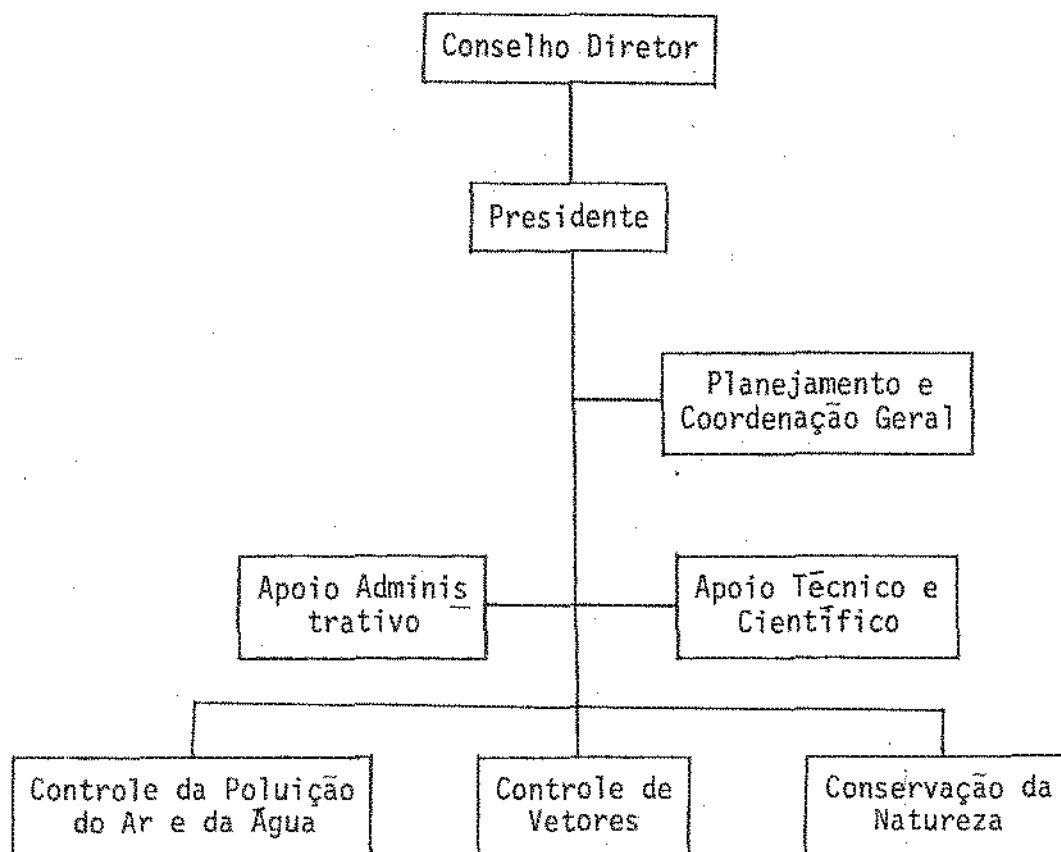 Conselho Diretor
Presidente
Planejamento e
Coordenação Geral
Apoio Adminis
trativo
Apoio Técnico e
Científico
Controle da Poluição
do Ar e da Água
Controle de
Vetores
Conservação da
Natureza